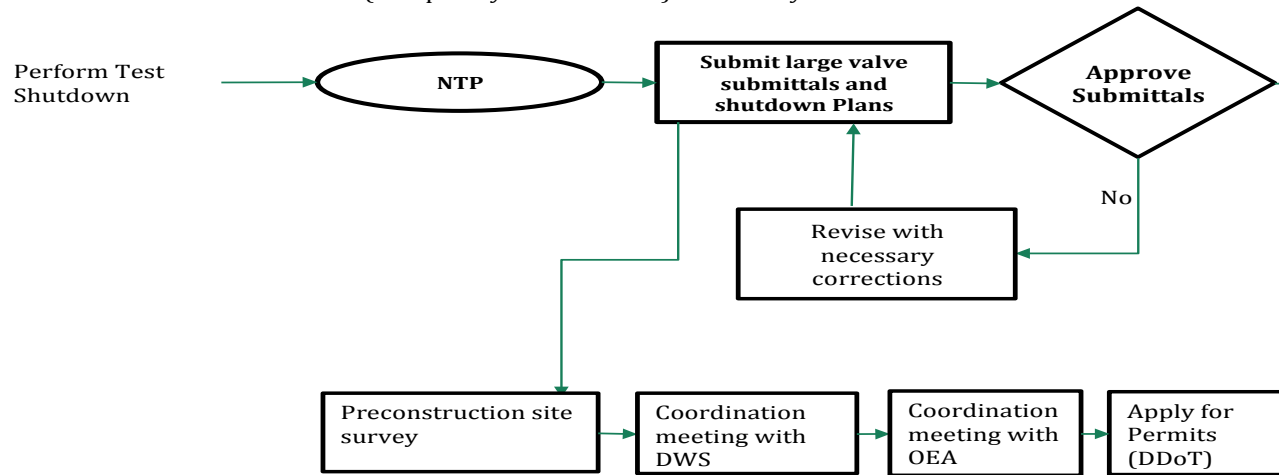 Perform Test
Shutdown
NTP
Submit large valve
submittals and
shutdown Plans
Approve
Submittals
No
Revise with
necessary
corrections
Preconstruction site
survey
Coordination
meeting with
DWS
Coordination
meeting with
OEA
Apply for
Permits
(DDoT)